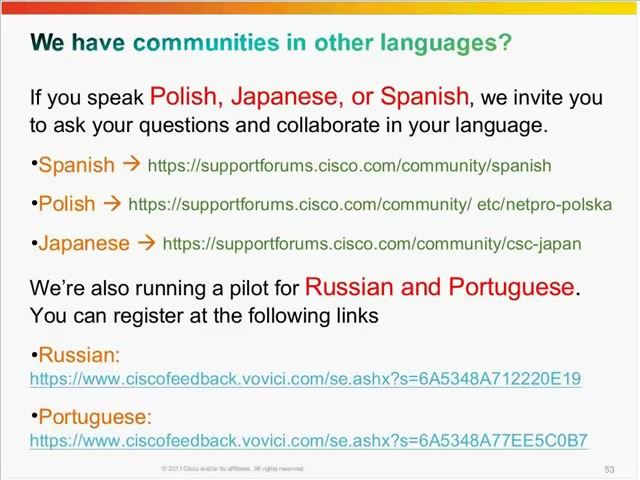 We have communities in other languages?
If you speak Polish, Japanese, or Spanish, we invite you
to ask your questions and collaborate in your language.
•Spanish → https://supportforums.cisco.com/community/spanish
•Polish → https://supportforums.cisco.com/community/ etc/netpro-polska
•Japanese → https://supportforums.cisco.com/community/csc-japan
We’re also running a pilot for Russian and Portuguese.
You can register at the following links
•Russian:
https://www.ciscofeedback.vovici.com/se.ashx?s=6A5348A712220E19
•Portuguese:
https://www.ciscofeedback.vovici.com/se.ashx?s=6A5348A77EE5C0B7
© 2011 Cisco and/or its affiliates. All rights reserved.
53